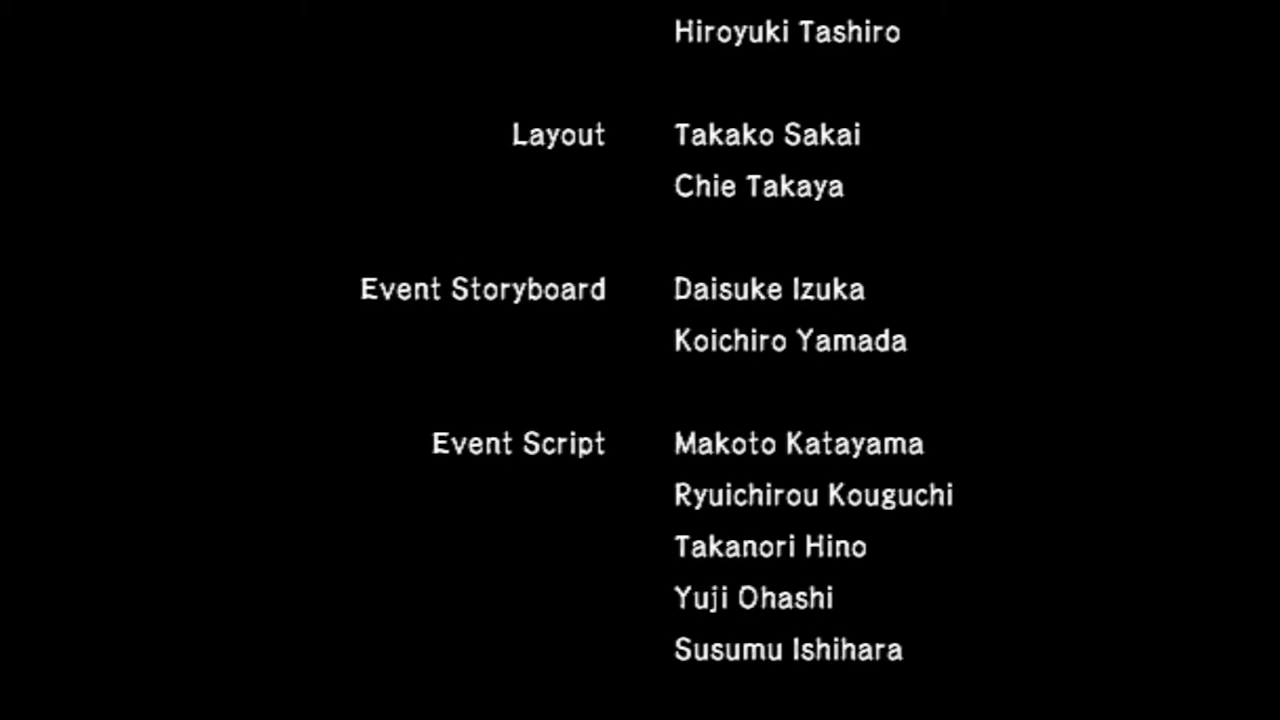 Hiroyuki Tashiro
Layout Takako Sakai
Chie Takaya
Event Storyboard Daisuke Izuka
Koichiro Yamada
Event Script Makoto Katayama
Ryuichirou Kouguchi
Takanori Hino
Yuji Ohashi
Susumu Ishihara